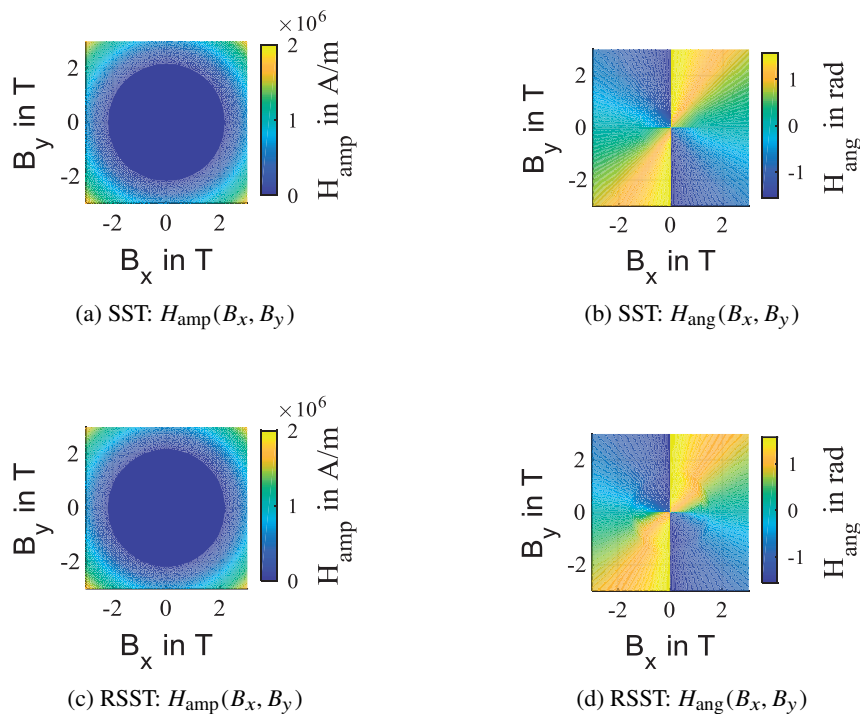 ×10⁶
2
2
B_y in T
0
1
H_amp in A/m
-2
0
-2 0 2
B_x in T
(a) SST: H_amp(B_x, B_y)
2
1
B_y in T
0
0
H_ang in rad
-2
-1
-2 0 2
B_x in T
(b) SST: H_ang(B_x, B_y)
×10⁶
2
2
B_y in T
0
1
H_amp in A/m
-2
0
-2 0 2
B_x in T
(c) RSST: H_amp(B_x, B_y)
2
1
B_y in T
0
0
H_ang in rad
-2
-1
-2 0 2
B_x in T
(d) RSST: H_ang(B_x, B_y)